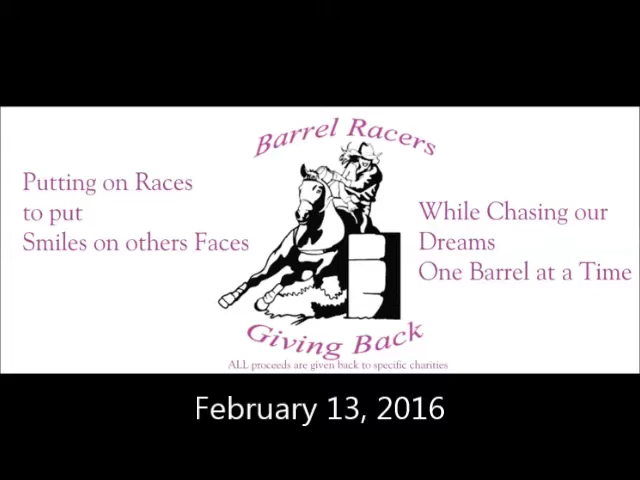 Barrel Racers
Putting on Races
to put
Smiles on others Faces
While Chasing our
Dreams
One Barrel at a Time
Giving Back
ALL proceeds are given back to specific charities
February 13, 2016